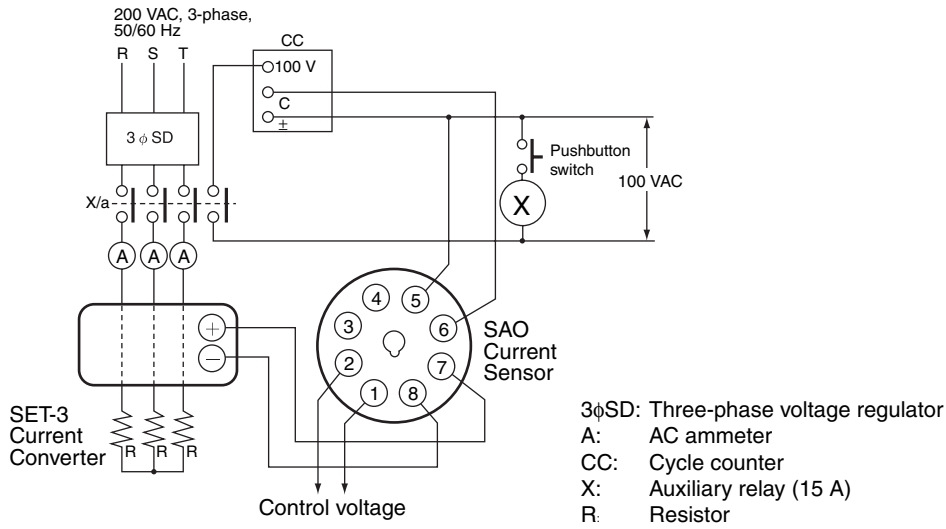 200 VAC, 3-phase,
50/60 Hz
R S T
CC
100 V
C
±
3 ϕ SD
Pushbutton
switch
100 VAC
X/a
X
A A A
+
−
4 5
3 6
2 7
1 8
SAO
Current
Sensor
SET-3
Current
Converter
R R R
Control voltage
3ϕSD: Three-phase voltage regulator
A: AC ammeter
CC: Cycle counter
X: Auxiliary relay (15 A)
R: Resistor